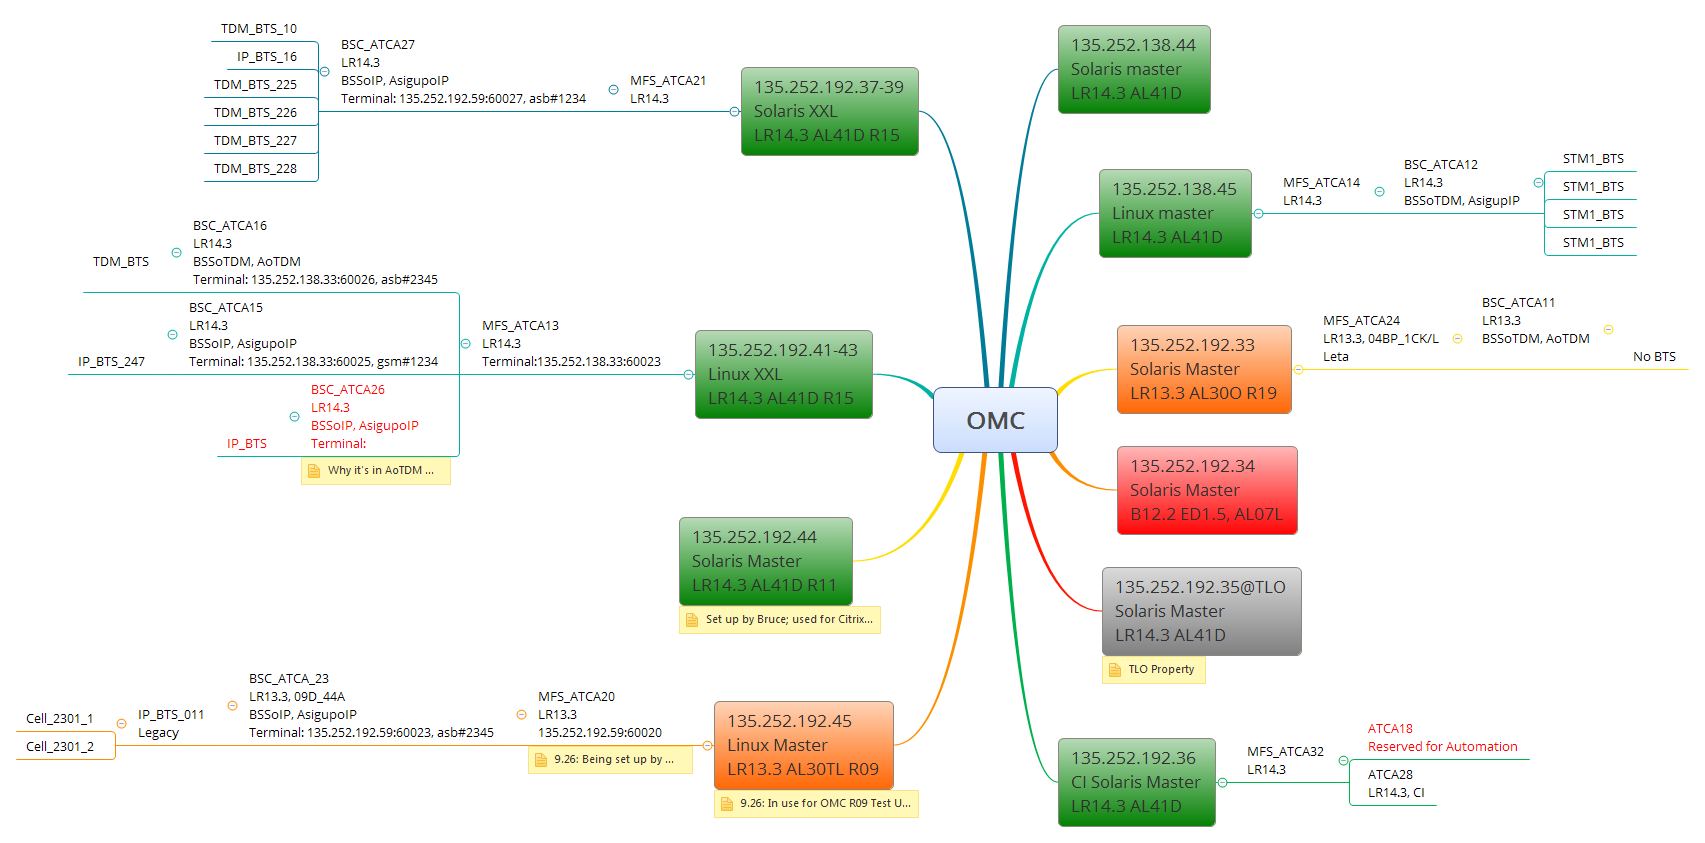 OMC
135.252.138.44
Solaris master
LR14.3 AL41D
135.252.138.45
Linux master
LR14.3 AL41D
MFS_ATCA14
LR14.3
BSC_ATCA12
LR14.3
BSSoTDM, AsigupIP
STM1_BTS
STM1_BTS
STM1_BTS
STM1_BTS
135.252.192.33
Solaris Master
LR13.3 AL30O R19
MFS_ATCA24
LR13.3, 04BP_1CK/L
Leta
BSC_ATCA11
LR13.3
BSSoTDM, AoTDM
No BTS
135.252.192.34
Solaris Master
B12.2 ED1.5, AL07L
135.252.192.35@TLO
Solaris Master
LR14.3 AL41D
TLO Property
135.252.192.36
CI Solaris Master
LR14.3 AL41D
MFS_ATCA32
LR14.3
ATCA18
Reserved for Automation
ATCA28
LR14.3, CI
135.252.192.37-39
Solaris XXL
LR14.3 AL41D R15
MFS_ATCA21
LR14.3
BSC_ATCA27
LR14.3
BSSoIP, AsigupoIP
Terminal: 135.252.192.59:60027, asb#1234
TDM_BTS_10
IP_BTS_16
TDM_BTS_225
TDM_BTS_226
TDM_BTS_227
TDM_BTS_228
135.252.192.41-43
Linux XXL
LR14.3 AL41D R15
MFS_ATCA13
LR14.3
Terminal:135.252.138.33:60023
BSC_ATCA16
LR14.3
BSSoTDM, AoTDM
Terminal: 135.252.138.33:60026, asb#2345
TDM_BTS
BSC_ATCA15
LR14.3
BSSoIP, AsigupoIP
Terminal: 135.252.138.33:60025, gsm#1234
IP_BTS_247
BSC_ATCA26
LR14.3
BSSoIP, AsigupoIP
Terminal:
IP_BTS
Why it's in AoTDM ...
135.252.192.44
Solaris Master
LR14.3 AL41D R11
Set up by Bruce; used for Citrix...
135.252.192.45
Linux Master
LR13.3 AL30TL R09
9.26: In use for OMC R09 Test U...
MFS_ATCA20
LR13.3
135.252.192.59:60020
9.26: Being set up by ...
BSC_ATCA_23
LR13.3, 09D_44A
BSSoIP, AsigupoIP
Terminal: 135.252.192.59:60023, asb#2345
IP_BTS_011
Legacy
Cell_2301_1
Cell_2301_2